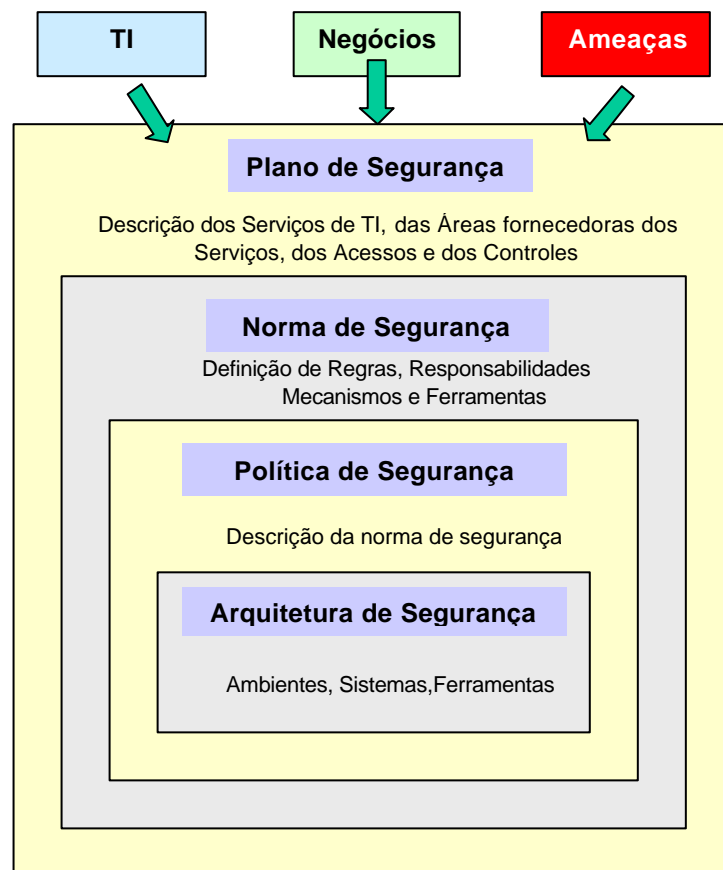 TI
Negócios
Ameaças
Plano de Segurança
Descrição dos Serviços de TI, das Áreas fornecedoras dos
Serviços, dos Acessos e dos Controles
Norma de Segurança
Definição de Regras, Responsabilidades
Mecanismos e Ferramentas
Política de Segurança
Descrição da norma de segurança
Arquitetura de Segurança
Ambientes, Sistemas,Ferramentas